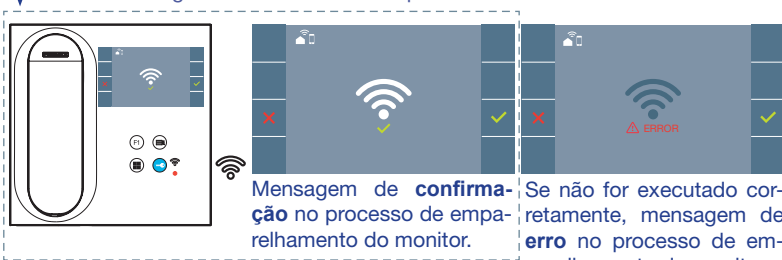 F1
ERROR
Mensagem de confirma-
ção no processo de empa-
relhamento do monitor.
Se não for executado cor-
retamente, mensagem de
erro no processo de em-